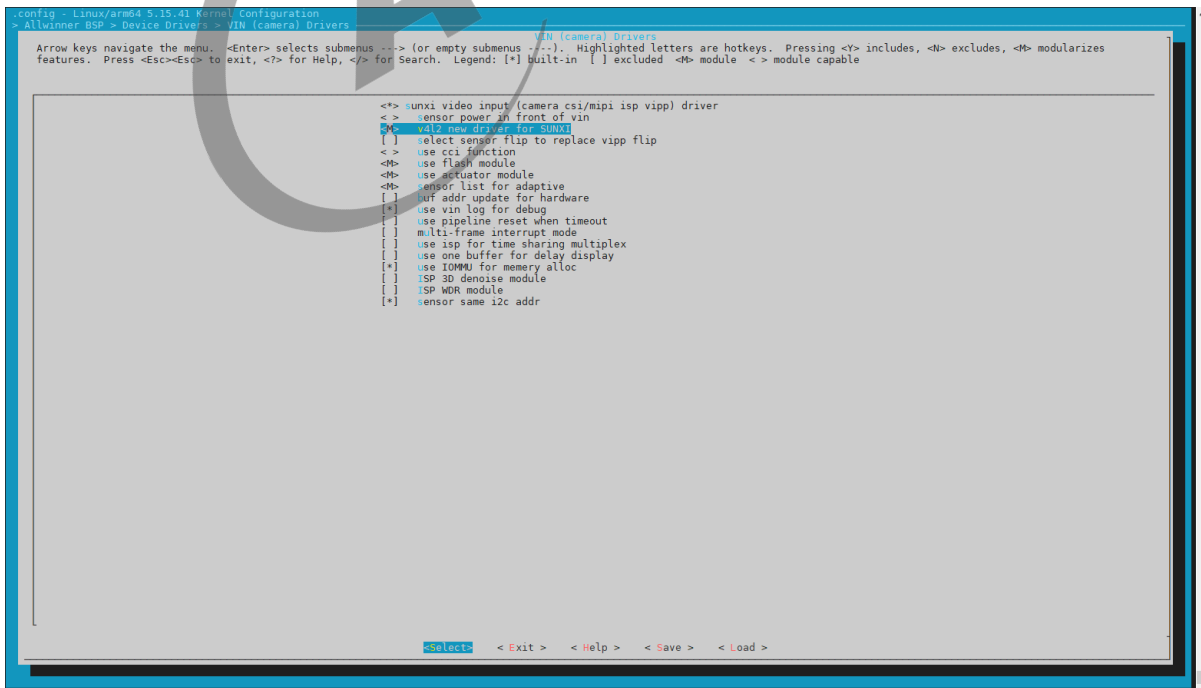 .config - Linux/arm64 5.15.41 Kernel Configuration
> Allwinner BSP > Device Drivers > VIN (camera) Drivers
VIN (camera) Drivers
Arrow keys navigate the menu. <Enter> selects submenus ---> (or empty submenus ----). Highlighted letters are hotkeys. Pressing <Y> includes, <N> excludes, <M> modularizes
features. Press <Esc><Esc> to exit, <?> for Help, </> for Search. Legend: [*] built-in [ ] excluded <M> module < > module capable
<*> sunxi video input (camera csi/mipi isp vipp) driver
< > sensor power in front of vin
<M> v4l2 new driver for SUNXI
[ ] select sensor flip to replace vipp flip
< > use cci function
<M> use flash module
<M> use actuator module
<M> sensor list for adaptive
[ ] buf addr update for hardware
[*] use vin log for debug
[ ] use pipeline reset when timeout
[ ] multi-frame interrupt mode
[ ] use isp for time sharing multiplex
[ ] use one buffer for delay display
[*] use IOMMU for memery alloc
[ ] ISP 3D denoise module
[ ] ISP WDR module
[*] sensor same i2c addr
<Select> < Exit > < Help > < Save > < Load >